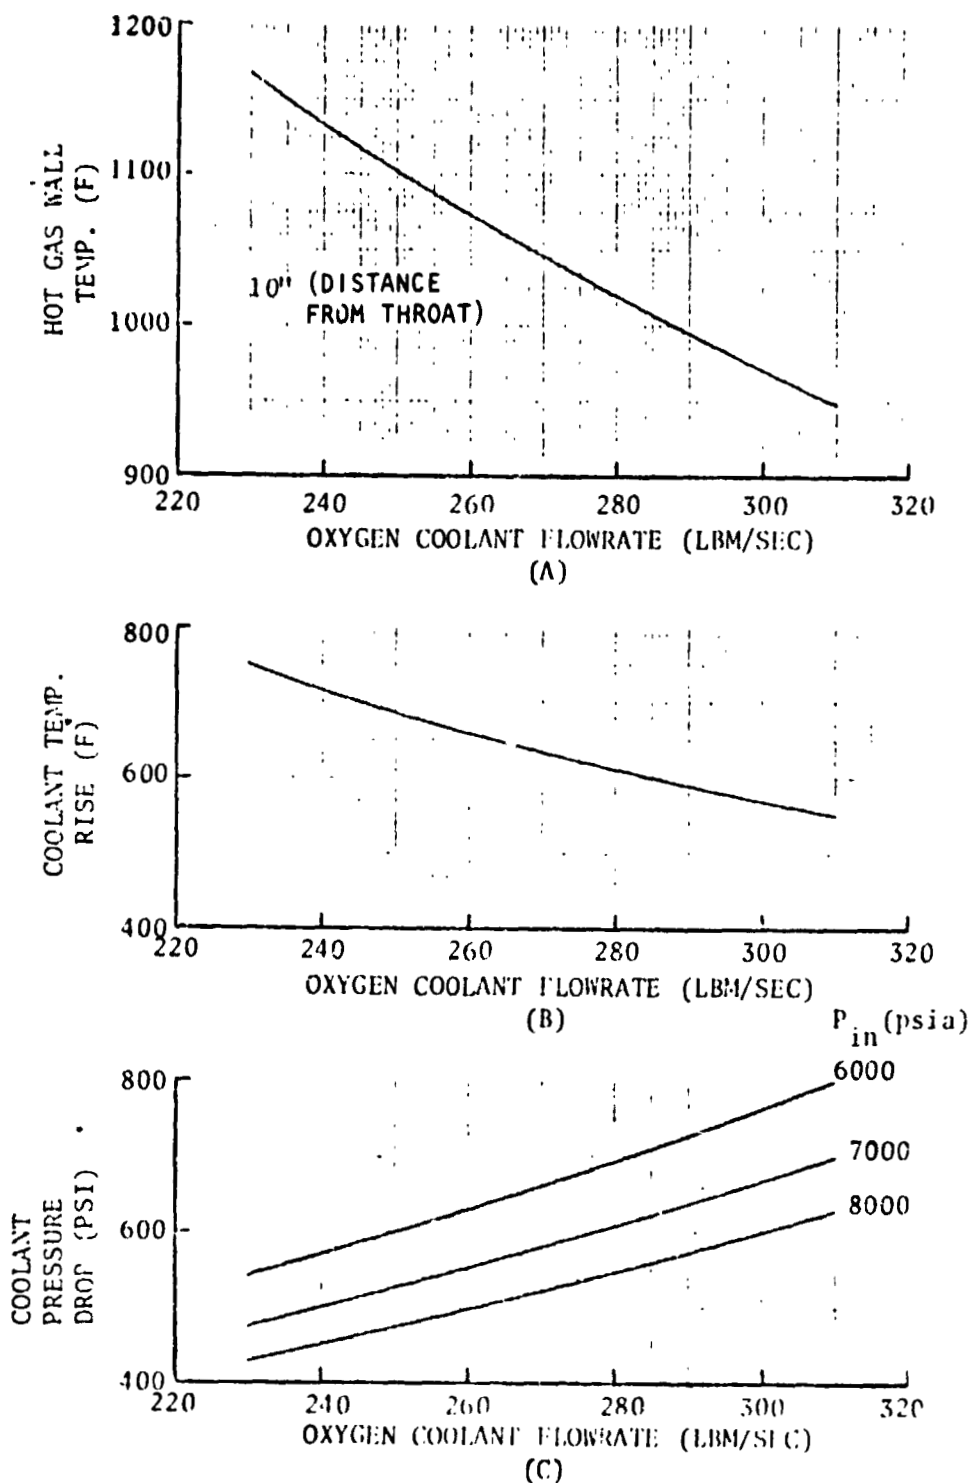 1200
1100
1000
900
HOT GAS WALL
TEMP. (F)
10" (DISTANCE
FROM THROAT)
220 240 260 280 300 320
OXYGEN COOLANT FLOWRATE (LBM/SEC)
(A)
800
600
400
COOLANT TEMP.
RISE (F)
220 240 260 280 300 320
OXYGEN COOLANT FLOWRATE (LBM/SEC)
(B)
P in (psia)
6000
7000
8000
800
600
400
COOLANT
PRESSURE
DROP (PSI)
220 240 260 280 300 320
OXYGEN COOLANT FLOWRATE (LBM/SEC)
(C)